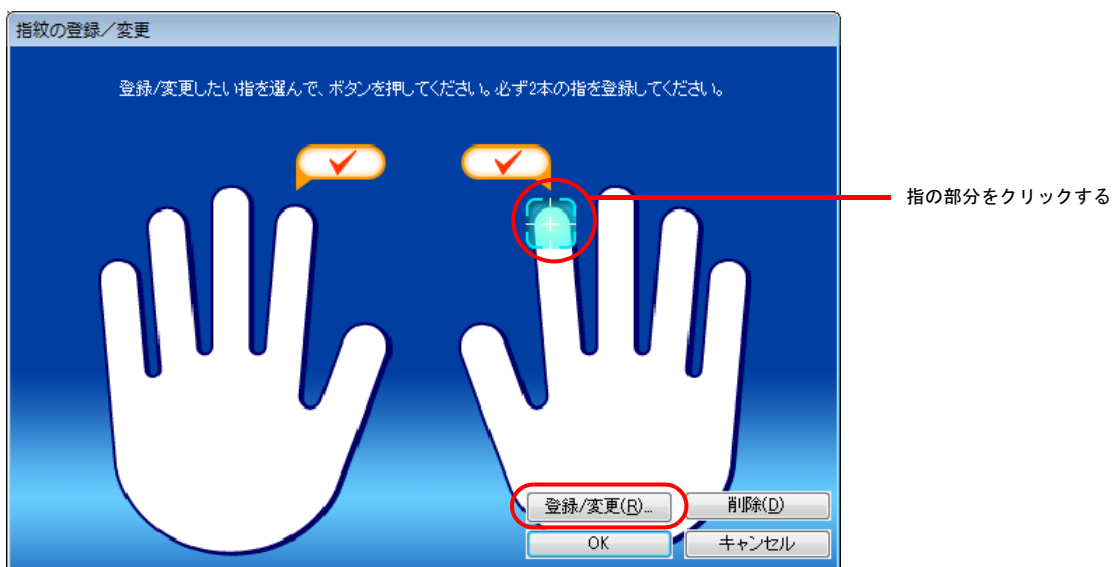 指紋の登録／変更
登録/変更したい指を選んで、ボタンを押してください。必ず2本の指を登録してください。
指の部分をクリックする
登録/変更(R)...
削除(D)
OK
キャンセル